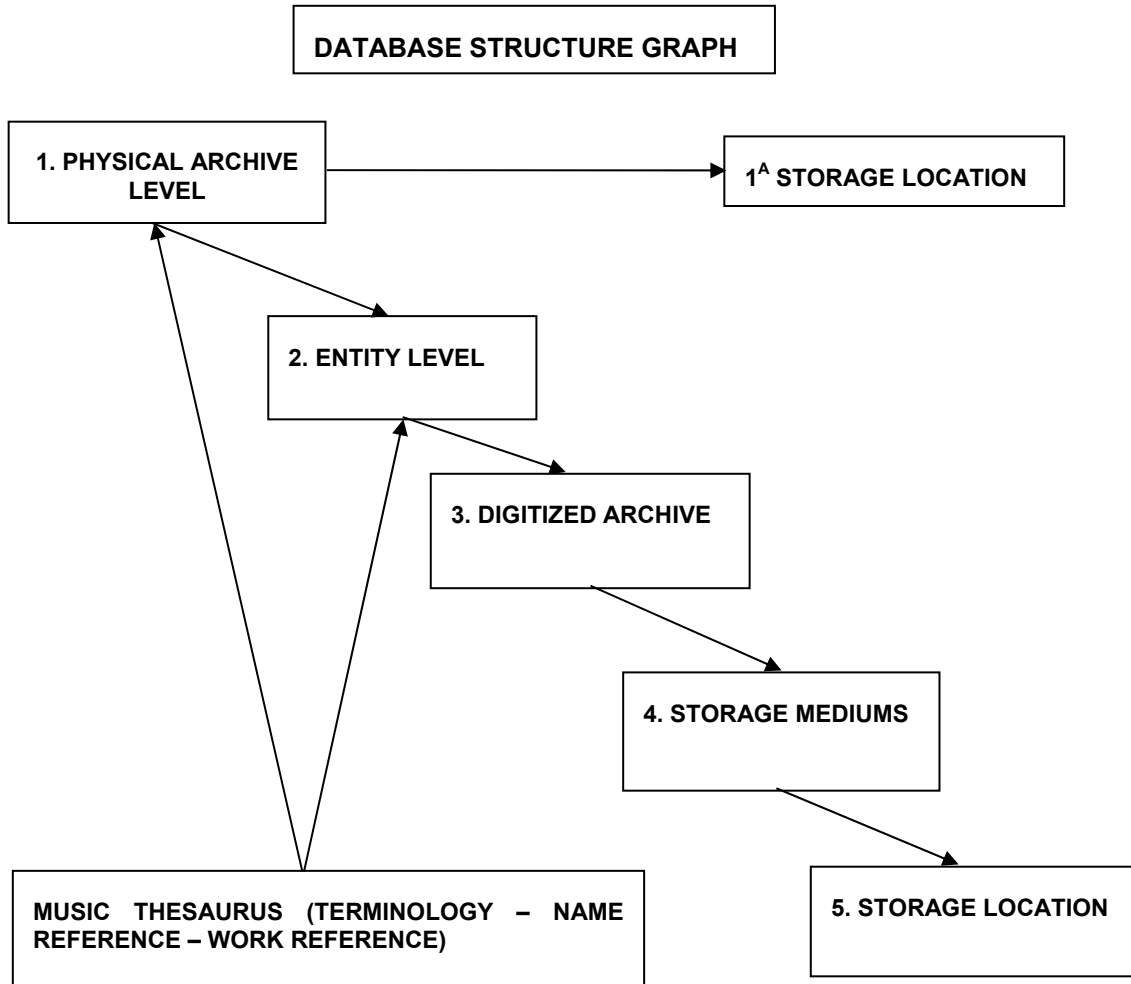 DATABASE STRUCTURE GRAPH
1. PHYSICAL ARCHIVE
LEVEL
1ᴬ STORAGE LOCATION
2. ENTITY LEVEL
3. DIGITIZED ARCHIVE
4. STORAGE MEDIUMS
MUSIC THESAURUS (TERMINOLOGY – NAME
REFERENCE – WORK REFERENCE)
5. STORAGE LOCATION